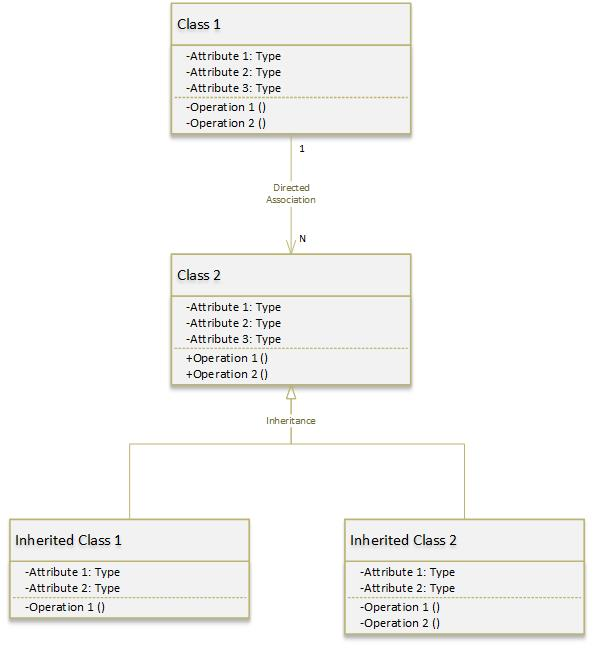 Class 1
-Attribute 1: Type
-Attribute 2: Type
-Attribute 3: Type
-Operation 1 ()
-Operation 2 ()
1
Directed
Association
N
Class 2
-Attribute 1: Type
-Attribute 2: Type
-Attribute 3: Type
+Operation 1 ()
+Operation 2 ()
Inheritance
Inherited Class 1
-Attribute 1: Type
-Attribute 2: Type
-Operation 1 ()
Inherited Class 2
-Attribute 1: Type
-Attribute 2: Type
-Operation 1 ()
-Operation 2 ()